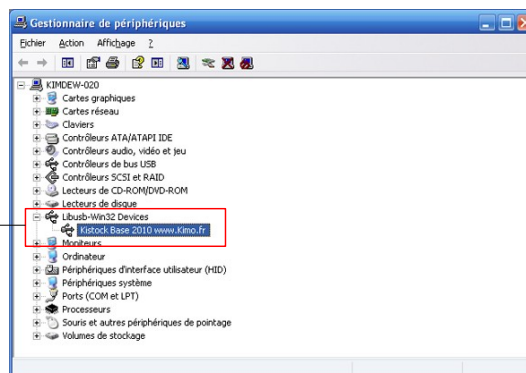 Gestionnaire de périphériques
Fichier Action Affichage ?
KIMDEW-020
Cartes graphiques
Cartes réseau
Claviers
Contrôleurs ATA/ATAPI IDE
Contrôleurs audio, vidéo et jeu
Contrôleurs de bus USB
Contrôleurs SCSI et RAID
Lecteurs de CD-ROM/DVD-ROM
Lecteurs de disque
Libusb-Win32 Devices
Kistock Base 2010 www.Kimo.fr
Moniteurs
Ordinateur
Périphériques d'interface utilisateur (HID)
Périphériques système
Ports (COM et LPT)
Processeurs
Souris et autres périphériques de pointage
Volumes de stockage